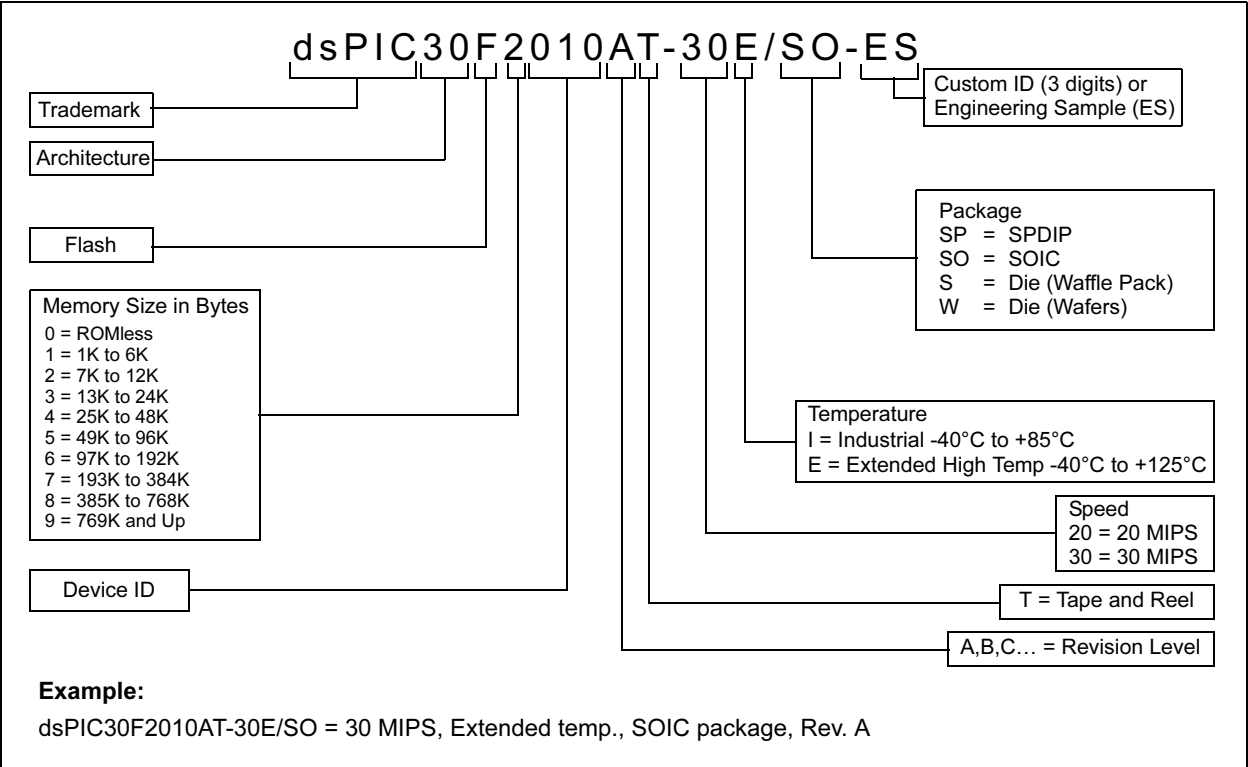 dsPIC30F2010AT-30E/SO-ES
Trademark
Architecture
Flash
Memory Size in Bytes
0 = ROMless
1 = 1K to 6K
2 = 7K to 12K
3 = 13K to 24K
4 = 25K to 48K
5 = 49K to 96K
6 = 97K to 192K
7 = 193K to 384K
8 = 385K to 768K
9 = 769K and Up
Device ID
Custom ID (3 digits) or
Engineering Sample (ES)
Package
SP = SPDIP
SO = SOIC
S = Die (Waffle Pack)
W = Die (Wafers)
Temperature
I = Industrial -40°C to +85°C
E = Extended High Temp -40°C to +125°C
Speed
20 = 20 MIPS
30 = 30 MIPS
T = Tape and Reel
A,B,C… = Revision Level
Example:
dsPIC30F2010AT-30E/SO = 30 MIPS, Extended temp., SOIC package, Rev. A